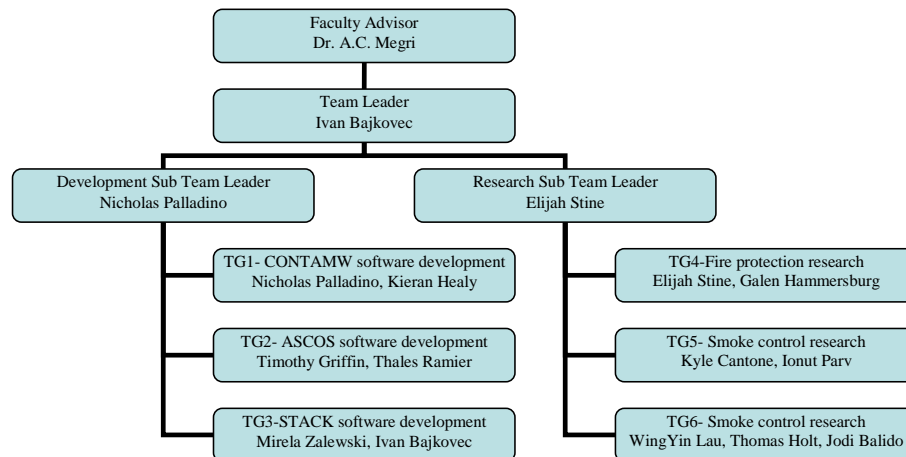 Faculty Advisor
Dr. A.C. Megri
Team Leader
Ivan Bajkovec
Development Sub Team Leader
Nicholas Palladino
Research Sub Team Leader
Elijah Stine
TG1- CONTAMW software development
Nicholas Palladino, Kieran Healy
TG2- ASCOS software development
Timothy Griffin, Thales Ramier
TG3-STACK software development
Mirela Zalewski, Ivan Bajkovec
TG4-Fire protection research
Elijah Stine, Galen Hammersburg
TG5- Smoke control research
Kyle Cantone, Ionut Parv
TG6- Smoke control research
WingYin Lau, Thomas Holt, Jodi Balido